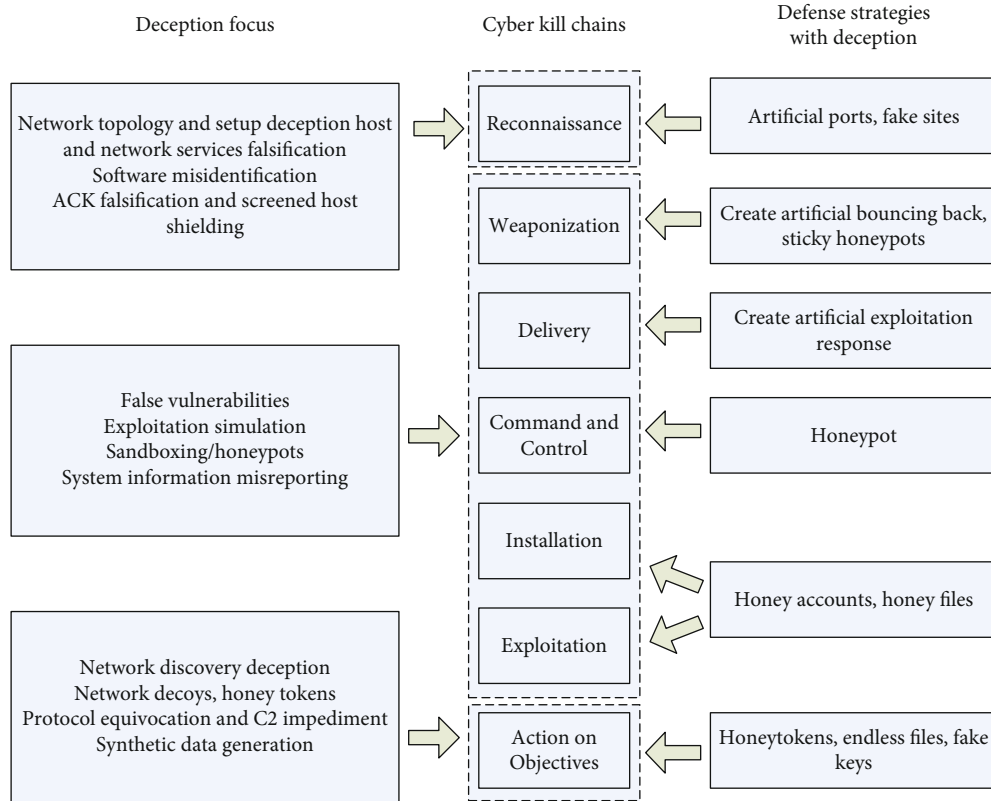 Deception focus
Cyber kill chains
Defense strategies
with deception
Network topology and setup deception host
and network services falsification
Software misidentification
ACK falsification and screened host
shielding
False vulnerabilities
Exploitation simulation
Sandboxing/honeypots
System information misreporting
Network discovery deception
Network decoys, honey tokens
Protocol equivocation and C2 impediment
Synthetic data generation
Reconnaissance
Weaponization
Delivery
Command and
Control
Installation
Exploitation
Action on
Objectives
Artificial ports, fake sites
Create artificial bouncing back,
sticky honeypots
Create artificial exploitation
response
Honeypot
Honey accounts, honey files
Honeytokens, endless files, fake
keys